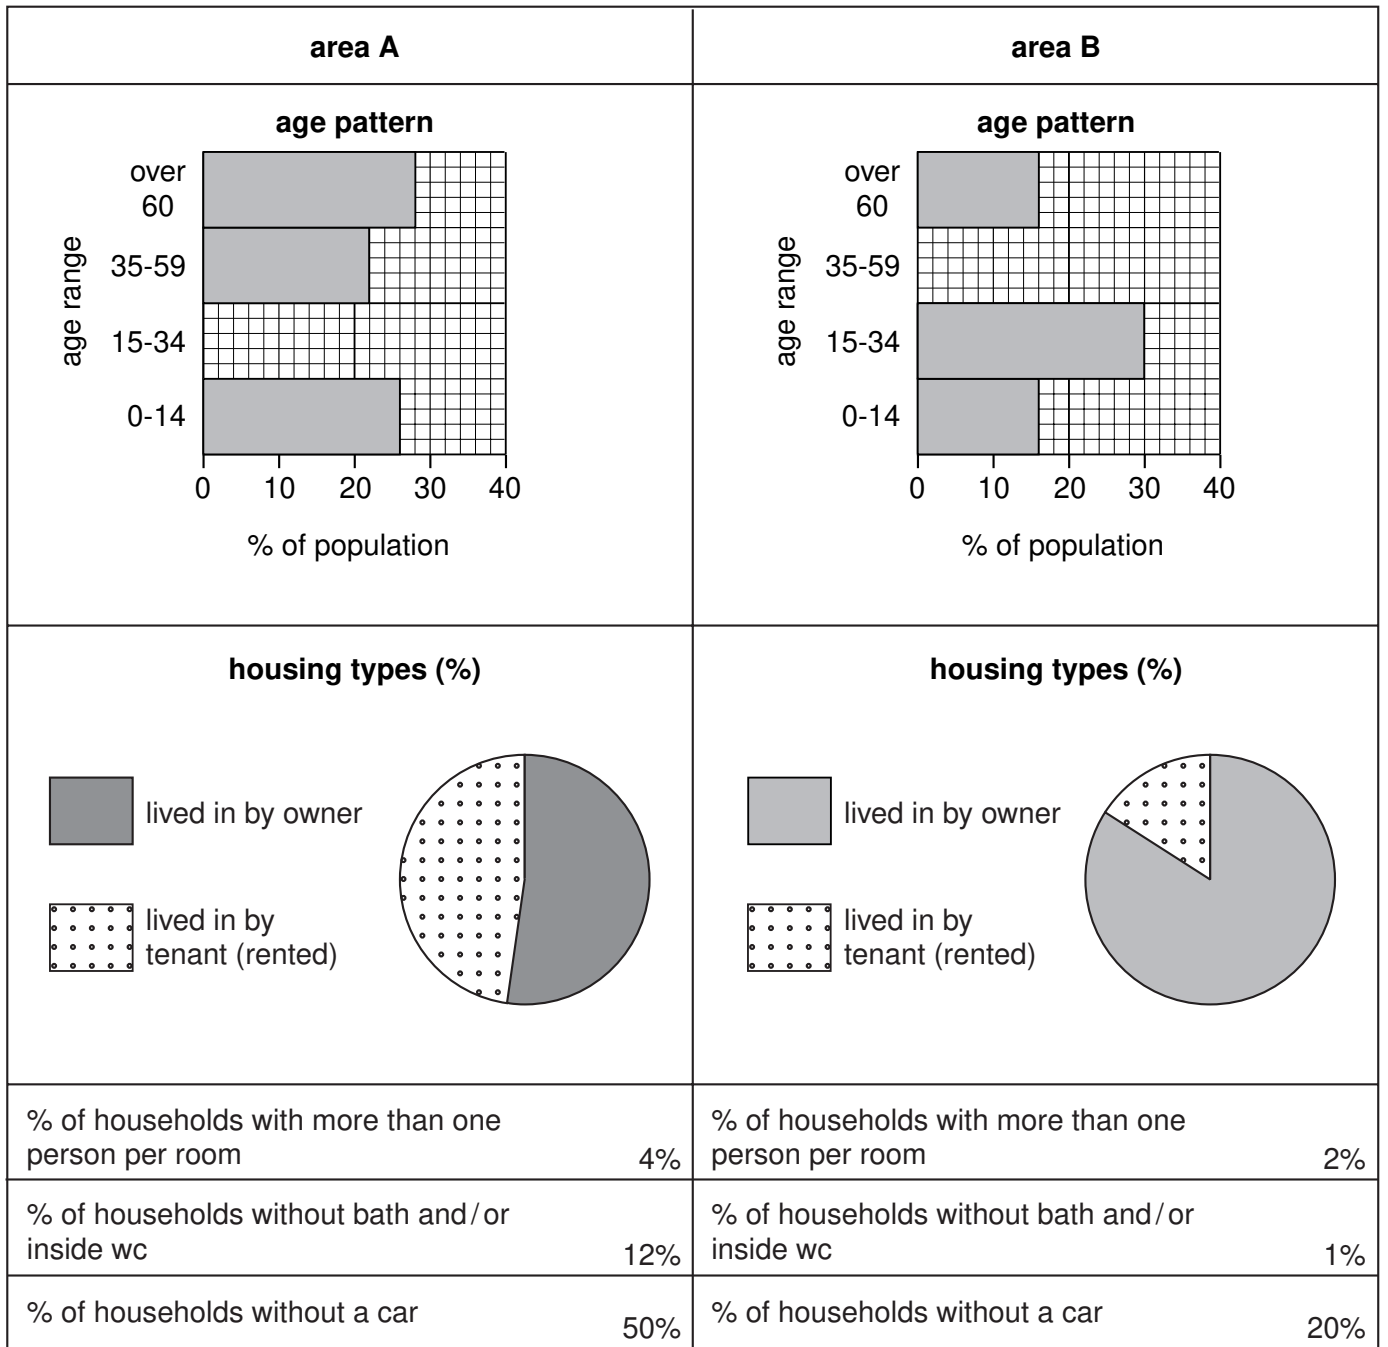 area A
area B
age pattern
over
60
35-59
15-34
0-14
age range
0 10 20 30 40
% of population
age pattern
over
60
35-59
15-34
0-14
age range
0 10 20 30 40
% of population
housing types (%)
lived in by owner
lived in by
tenant (rented)
housing types (%)
lived in by owner
lived in by
tenant (rented)
% of households with more than one
person per room 4%
% of households with more than one
person per room 2%
% of households without bath and/or
inside wc 12%
% of households without bath and/or
inside wc 1%
% of households without a car 50%
% of households without a car 20%